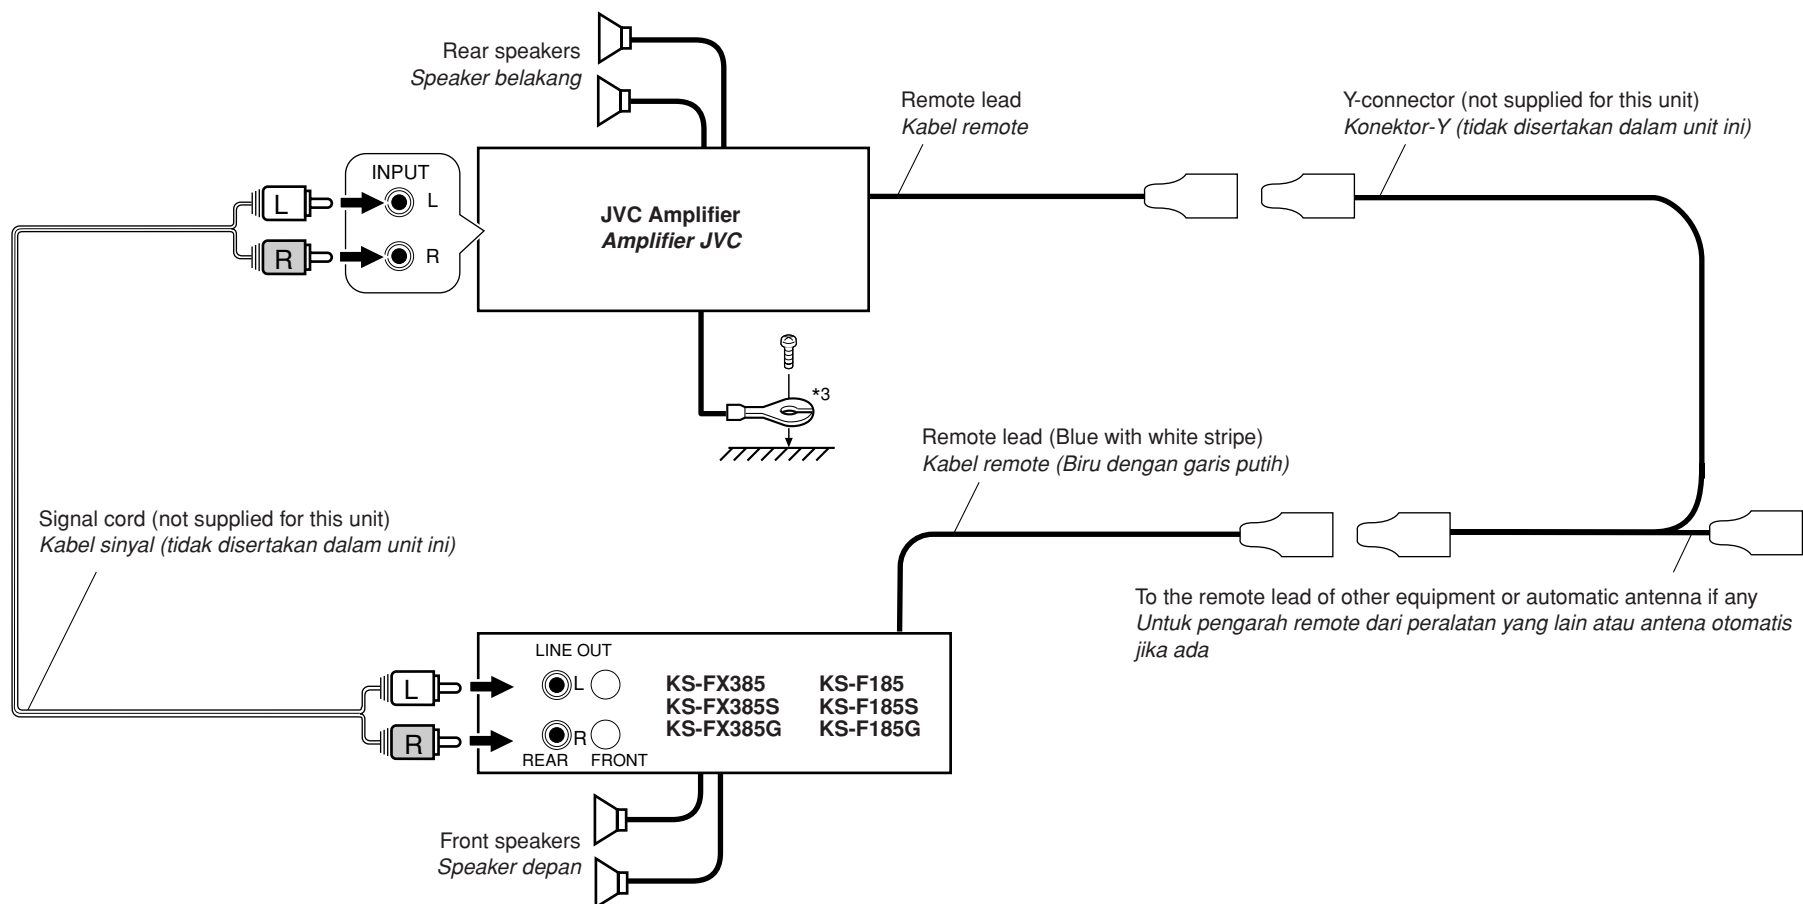 Rear speakers
Speaker belakang
Remote lead
Kabel remote
Y-connector (not supplied for this unit)
Konektor-Y (tidak disertakan dalam unit ini)
INPUT
L
L
R
R
JVC Amplifier
Amplifier JVC
*3
Remote lead (Blue with white stripe)
Kabel remote (Biru dengan garis putih)
Signal cord (not supplied for this unit)
Kabel sinyal (tidak disertakan dalam unit ini)
To the remote lead of other equipment or automatic antenna if any
Untuk pengarah remote dari peralatan yang lain atau antena otomatis
jika ada
LINE OUT
L
L
R
R
REAR FRONT
KS-FX385 KS-F185
KS-FX385S KS-F185S
KS-FX385G KS-F185G
Front speakers
Speaker depan